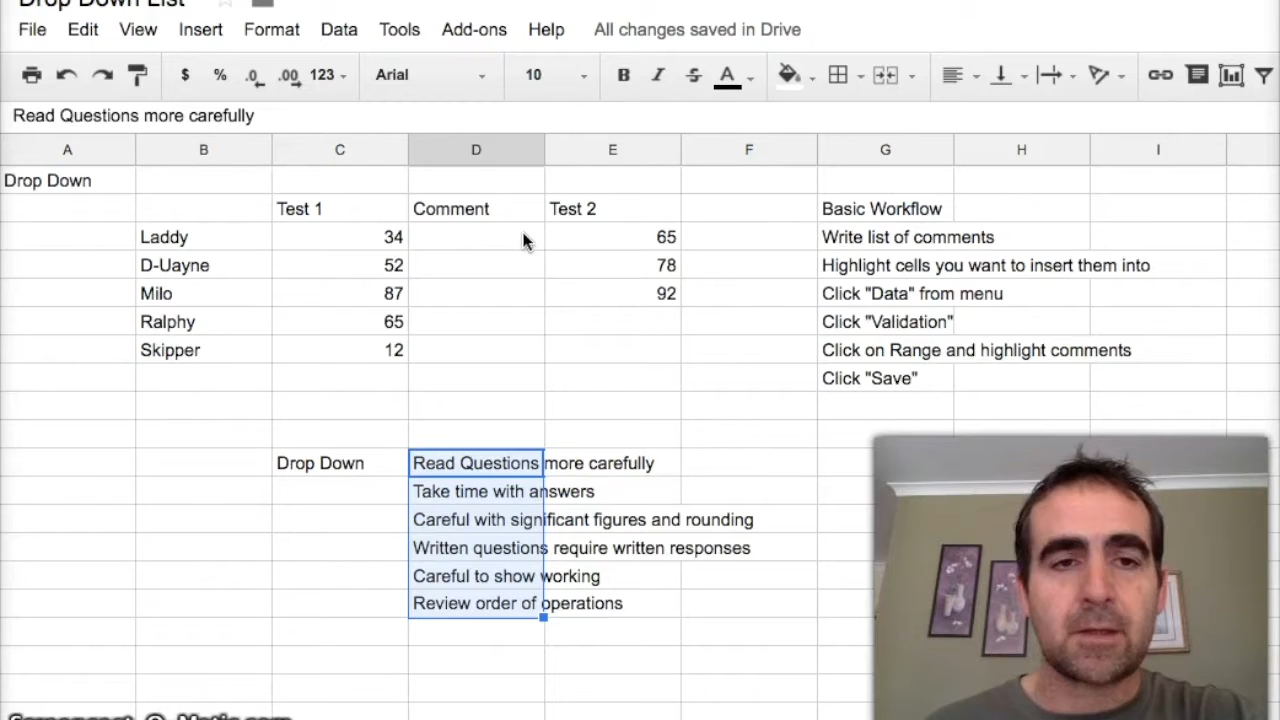 Drop Down List
File Edit View Insert Format Data Tools Add-ons Help All changes saved in Drive
$ % .0 .00 123 Arial 10 B I S A
Read Questions more carefully
A B C D E F G H I
Drop Down
Test 1 Comment Test 2 Basic Workflow
Laddy 34 65 Write list of comments
D-Uayne 52 78 Highlight cells you want to insert them into
Milo 87 92 Click "Data" from menu
Ralphy 65 Click "Validation"
Skipper 12 Click on Range and highlight comments
Click "Save"
Drop Down Read Questions more carefully
Take time with answers
Careful with significant figures and rounding
Written questions require written responses
Careful to show working
Review order of operations